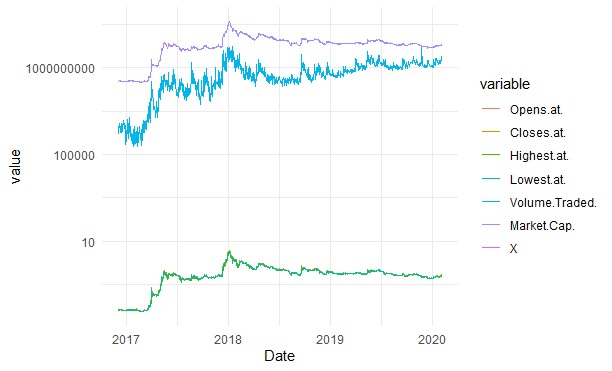 1000000000
100000
10
value
2017 2018 2019 2020
Date
variable
Opens.at.
Closes.at.
Highest.at.
Lowest.at.
Volume.Traded.
Market.Cap.
X